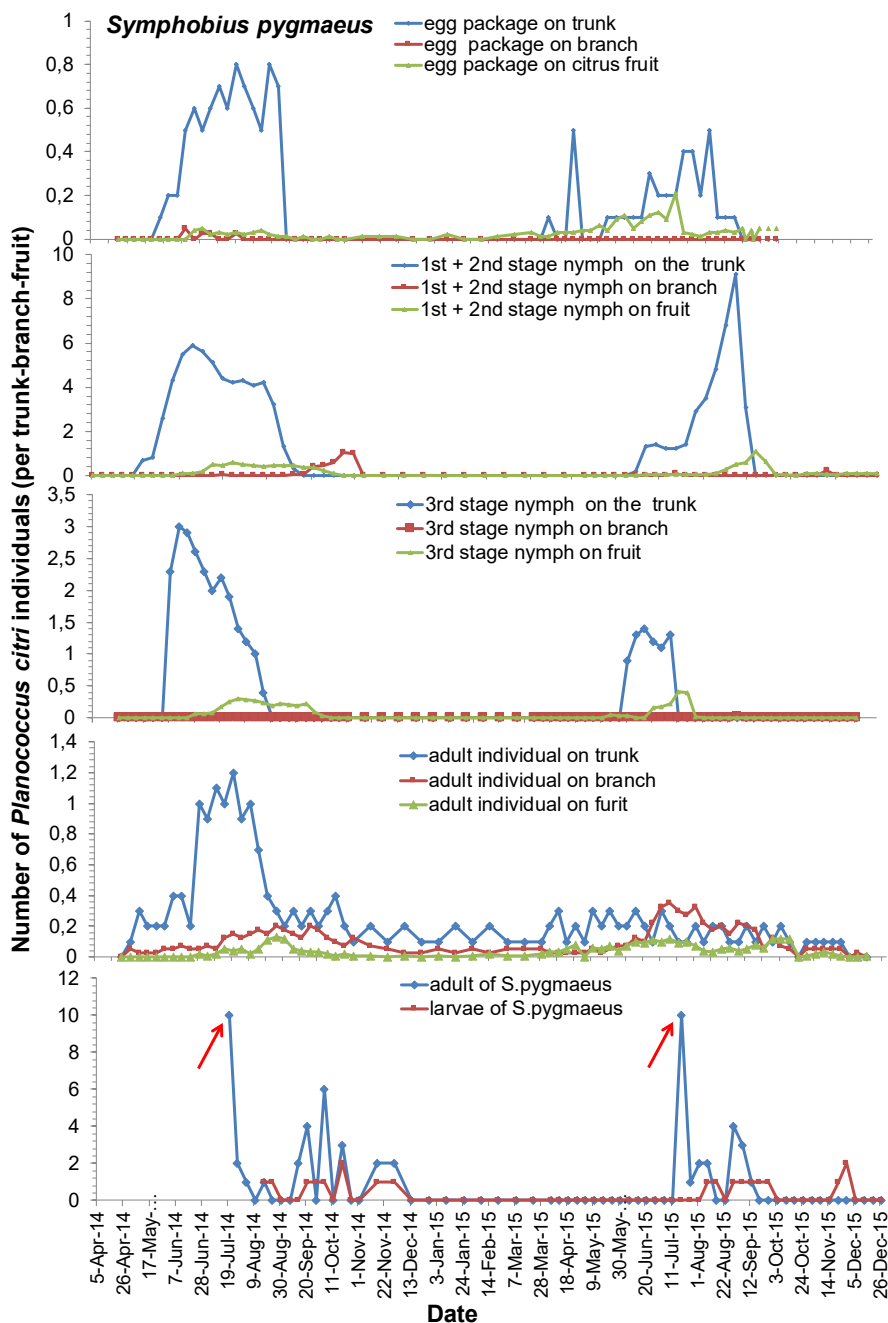 Symphobius pygmaeus
egg package on trunk
egg package on branch
egg package on citrus fruit
1
0,8
0,6
0,4
0,2
0
1st + 2nd stage nymph on the trunk
1st + 2nd stage nymph on branch
1st + 2nd stage nymph on fruit
10
8
6
4
2
0
3rd stage nymph on the trunk
3rd stage nymph on branch
3rd stage nymph on fruit
3,5
3
2,5
2
1,5
1
0,5
0
adult individual on trunk
adult individual on branch
adult individual on furit
1,4
1,2
1
0,8
0,6
0,4
0,2
0
adult of S.pygmaeus
larvae of S.pygmaeus
12
10
8
6
4
2
0
Number of Planococcus citri individuals (per trunk-branch-fruit)
5-Apr-14
26-Apr-14
17-May-…
7-Jun-14
28-Jun-14
19-Jul-14
9-Aug-14
30-Aug-14
20-Sep-14
11-Oct-14
1-Nov-14
22-Nov-14
13-Dec-14
3-Jan-15
24-Jan-15
14-Feb-15
7-Mar-15
28-Mar-15
18-Apr-15
9-May-15
30-May-…
20-Jun-15
11-Jul-15
1-Aug-15
22-Aug-15
12-Sep-15
3-Oct-15
24-Oct-15
14-Nov-15
5-Dec-15
26-Dec-15
Date